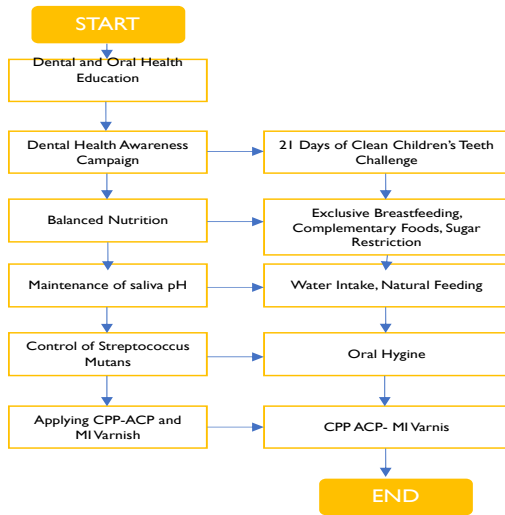 START
Dental and Oral Health
Education
Dental Health Awareness
Campaign
21 Days of Clean Children's Teeth
Challenge
Balanced Nutrition
Exclusive Breastfeeding,
Complementary Foods, Sugar
Restriction
Maintenance of saliva pH
Water Intake, Natural Feeding
Control of Streptococcus
Mutans
Oral Hygine
Applying CPP-ACP and
MI Varnish
CPP ACP- MI Varnis
END